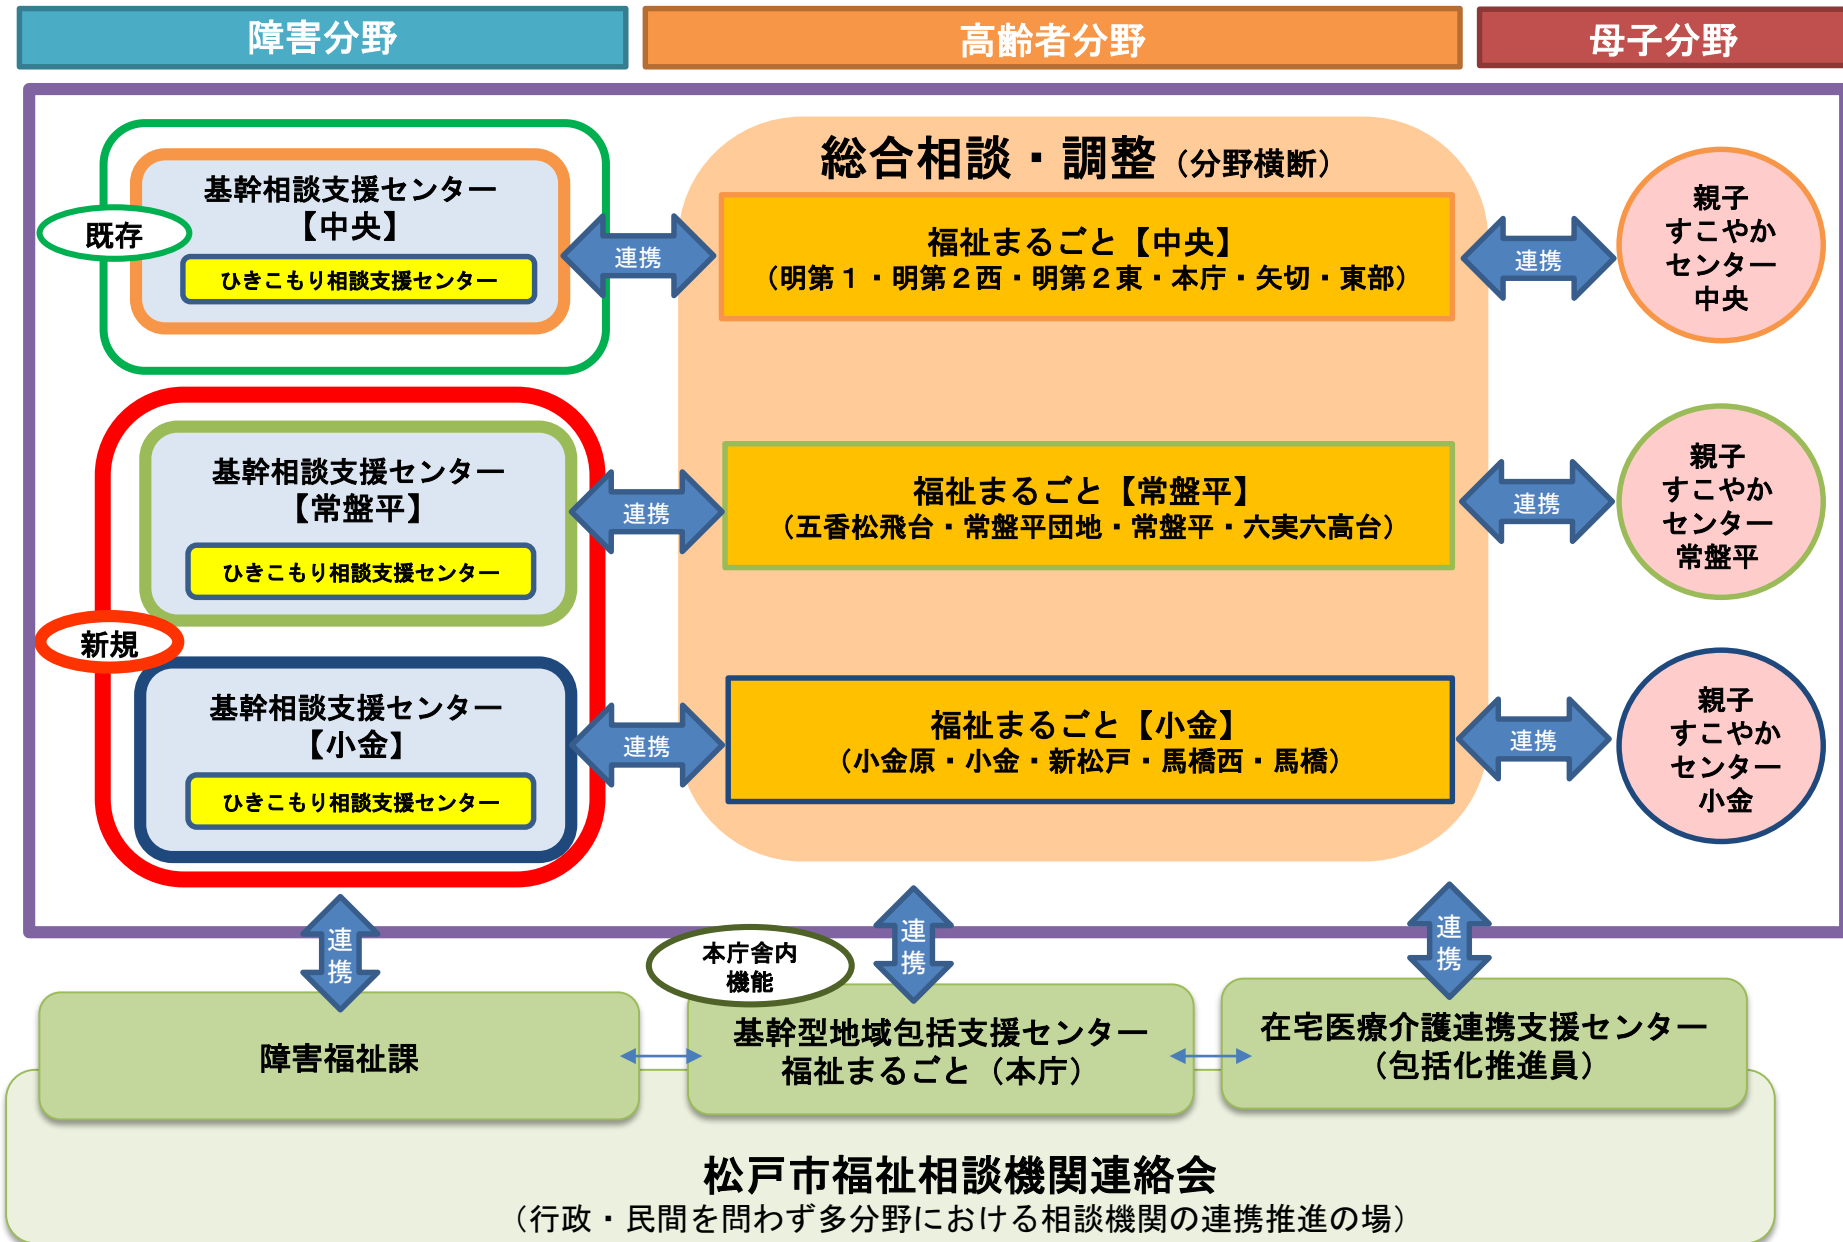 障害分野
高齢者分野
母子分野
総合相談・調整（分野横断）
既存
基幹相談支援センター
【中央】
ひきこもり相談支援センター
連携
福祉まるごと【中央】
（明第１・明第２西・明第２東・本庁・矢切・東部）
連携
親子
すこやか
センター
中央
新規
基幹相談支援センター
【常盤平】
ひきこもり相談支援センター
連携
福祉まるごと【常盤平】
（五香松飛台・常盤平団地・常盤平・六実六高台）
連携
親子
すこやか
センター
常盤平
基幹相談支援センター
【小金】
ひきこもり相談支援センター
連携
福祉まるごと【小金】
（小金原・小金・新松戸・馬橋西・馬橋）
連携
親子
すこやか
センター
小金
連
携
連
携
連
携
本庁舎内
機能
障害福祉課
基幹型地域包括支援センター
福祉まるごと（本庁）
在宅医療介護連携支援センター
（包括化推進員）
松戸市福祉相談機関連絡会
（行政・民間を問わず多分野における相談機関の連携推進の場）